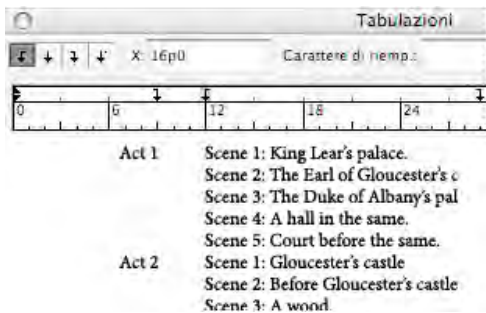 Tabulazioni
X: 16p0 Carattere di riemp.:
0 6 12 18 24
Act 1 Scene 1: King Lear's palace.
Scene 2: The Earl of Gloucester's c
Scene 3: The Duke of Albany's pal
Scene 4: A hall in the same.
Scene 5: Court before the same.
Act 2 Scene 1: Gloucester's castle
Scene 2: Before Gloucester's castle
Scene 3: A wood.